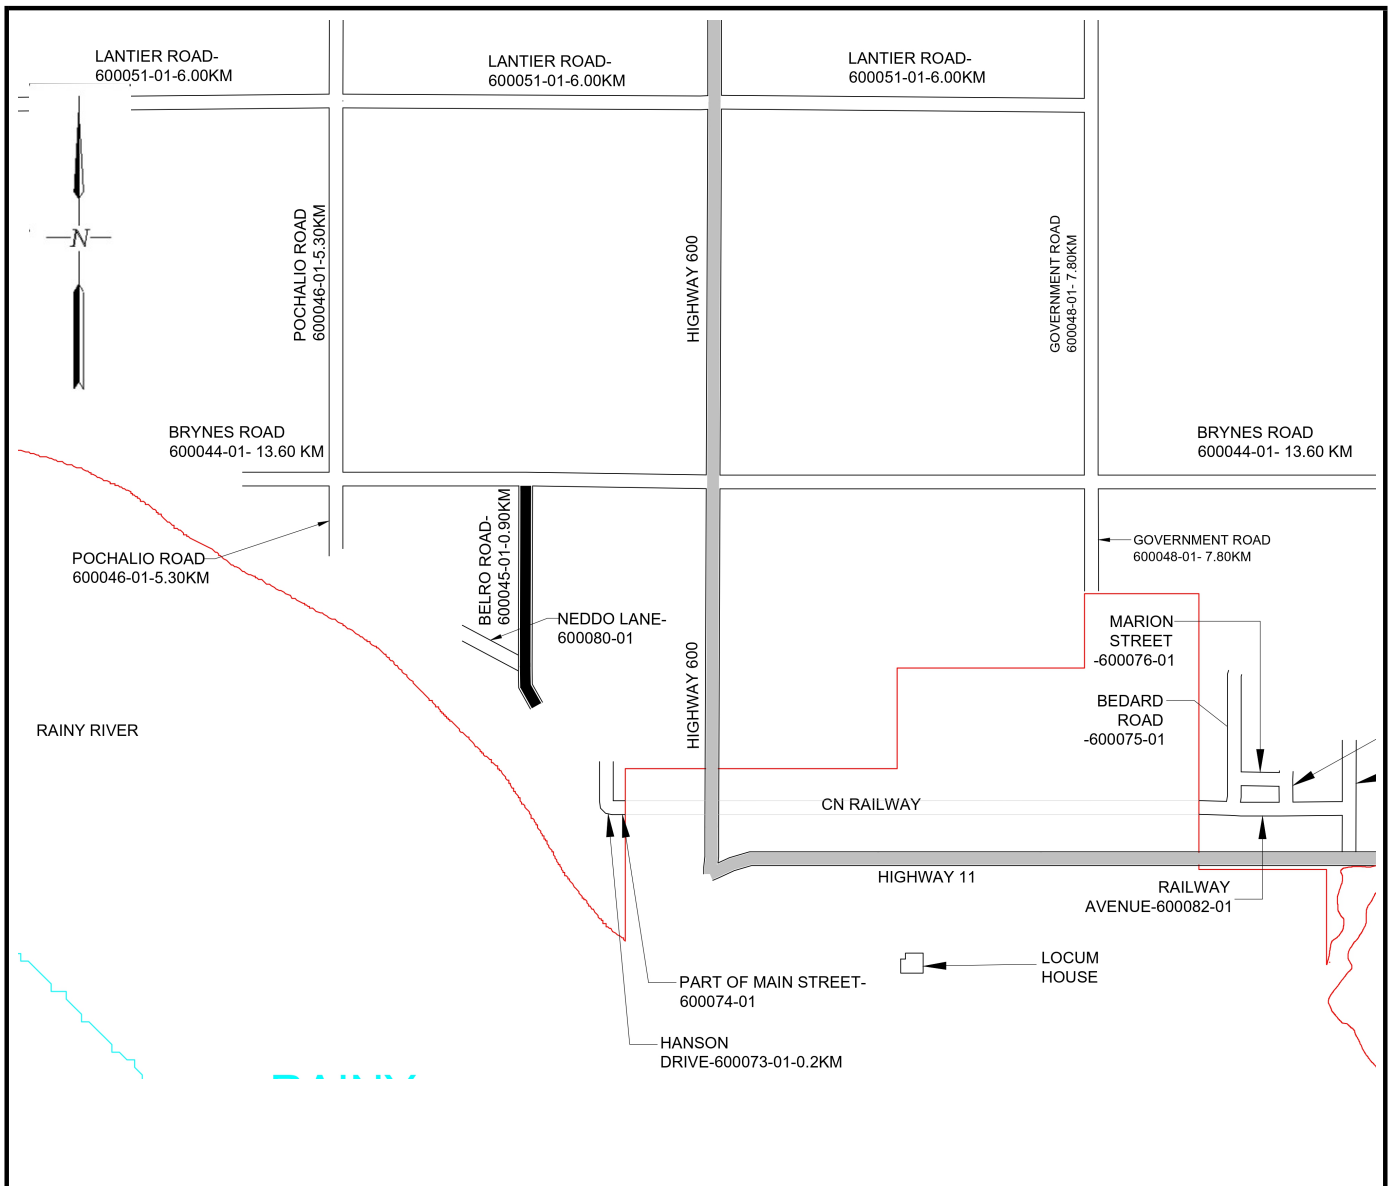 LANTIER ROAD-
600051-01-6.00KM
LANTIER ROAD-
600051-01-6.00KM
LANTIER ROAD-
600051-01-6.00KM
N
POCHALIO ROAD
600046-01-5.30KM
HIGHWAY 600
GOVERNMENT ROAD
600048-01- 7.80KM
BRYNES ROAD
600044-01- 13.60 KM
BRYNES ROAD
600044-01- 13.60 KM
POCHALIO ROAD
600046-01-5.30KM
BELRO ROAD-
600045-01-0.90KM
GOVERNMENT ROAD
600048-01- 7.80KM
NEDDO LANE-
600080-01
MARION
STREET
-600076-01
HIGHWAY 600
BEDARD
ROAD
-600075-01
RAINY RIVER
CN RAILWAY
HIGHWAY 11
RAILWAY
AVENUE-600082-01
LOCUM
HOUSE
PART OF MAIN STREET-
600074-01
HANSON
DRIVE-600073-01-0.2KM